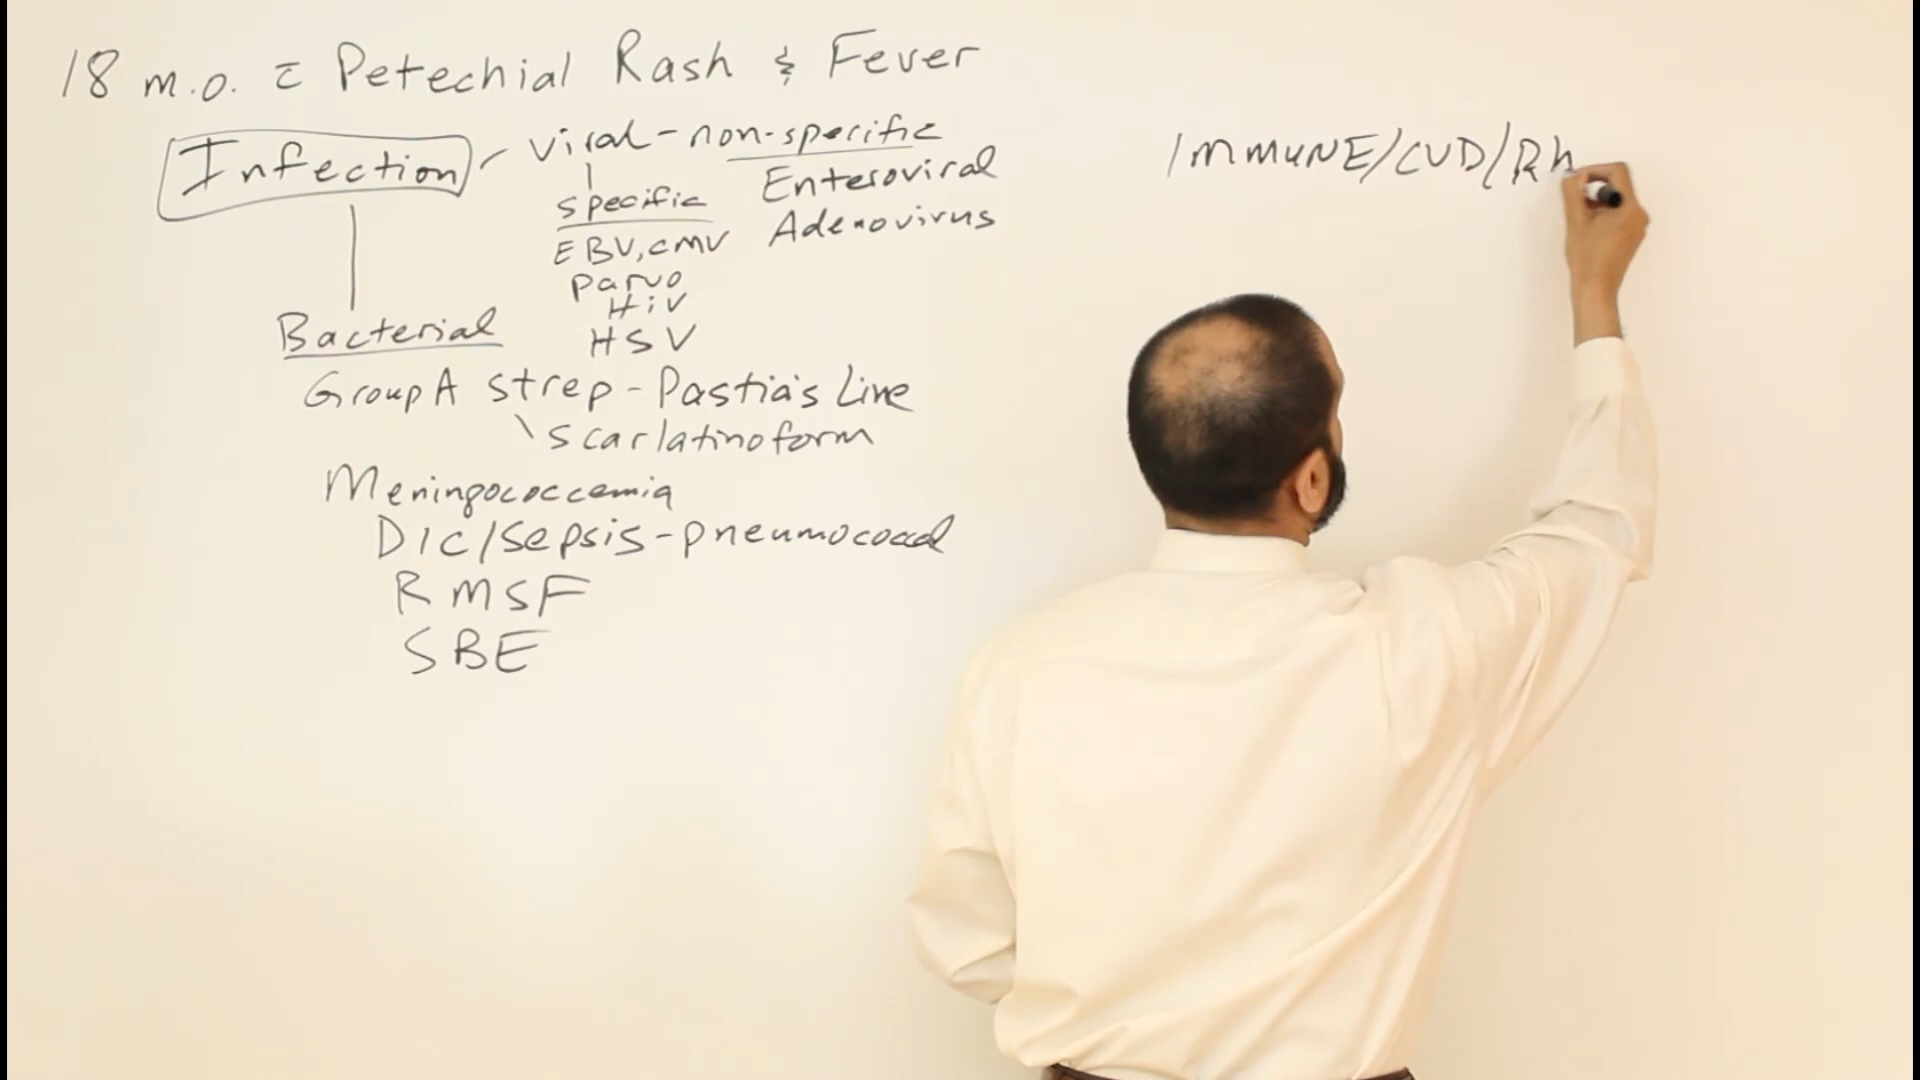 18 m.o. c̄ Petechial Rash & Fever
Infection - Viral - non-specific
Enteroviral
Adenovirus
specific
EBV, CMV
Parvo
HiV
HSV
Bacterial
Group A strep - Pastia's Line
\ scarlatinoform
Meningococcemia
DIC/Sepsis - pneumococcal
RMSF
SBE
IMMUNE/CVD/Rh